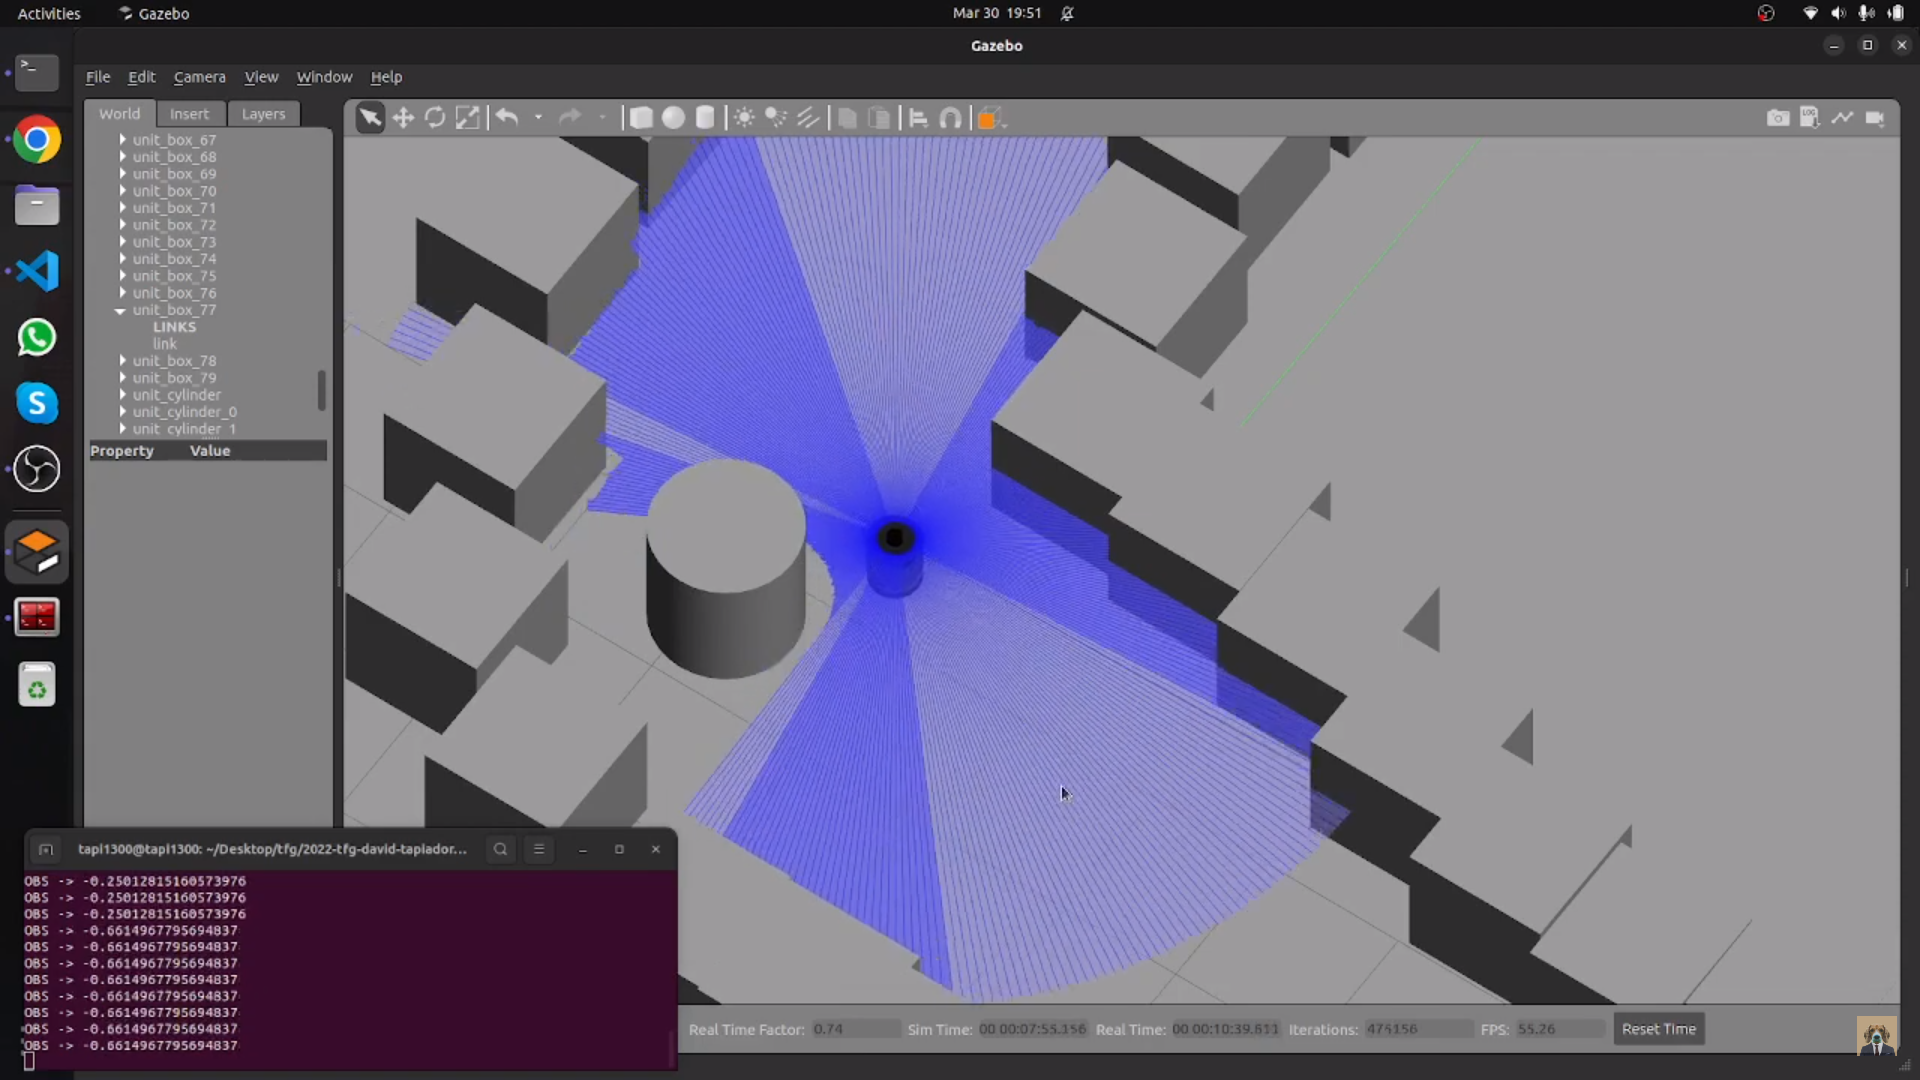 Activities
Gazebo
Mar 30 19:51
Gazebo
File Edit Camera View Window Help
World Insert Layers
unit_box_67
unit_box_68
unit_box_69
unit_box_70
unit_box_71
unit_box_72
unit_box_73
unit_box_74
unit_box_75
unit_box_76
unit_box_77
LINKS
link
unit_box_78
unit_box_79
unit_cylinder
unit_cylinder_0
unit_cylinder_1
Property Value
LOG
tapi1300@tapi1300: ~/Desktop/tfg/2022-tfg-david-tapiador...
OBS -> -0.25012815160573976
OBS -> -0.25012815160573976
OBS -> -0.25012815160573976
OBS -> -0.6614967795694837
OBS -> -0.6614967795694837
OBS -> -0.6614967795694837
OBS -> -0.6614967795694837
OBS -> -0.6614967795694837
OBS -> -0.6614967795694837
OBS -> -0.6614967795694837
OBS -> -0.6614967795694837
Real Time Factor: 0.74 Sim Time: 00 00:07:55.156 Real Time: 00 00:10:39.811 Iterations: 475156 FPS: 55.26 Reset Time